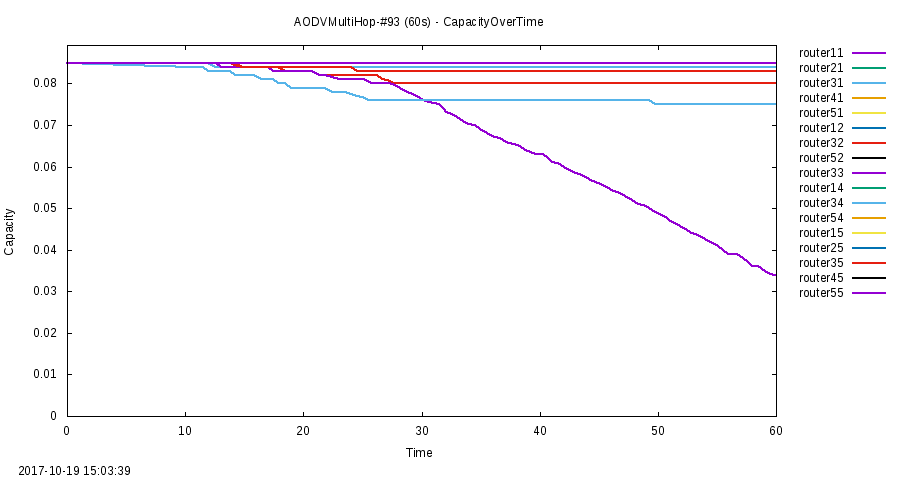 AODVMultiHop-#93 (60s) - CapacityOverTime
router11
router21
router31
router41
router51
router12
router32
router52
router33
router14
router34
router54
router15
router25
router35
router45
router55
0.08
0.07
0.06
0.05
0.04
0.03
0.02
0.01
0
Capacity
0 10 20 30 40 50 60
Time
2017-10-19 15:03:39